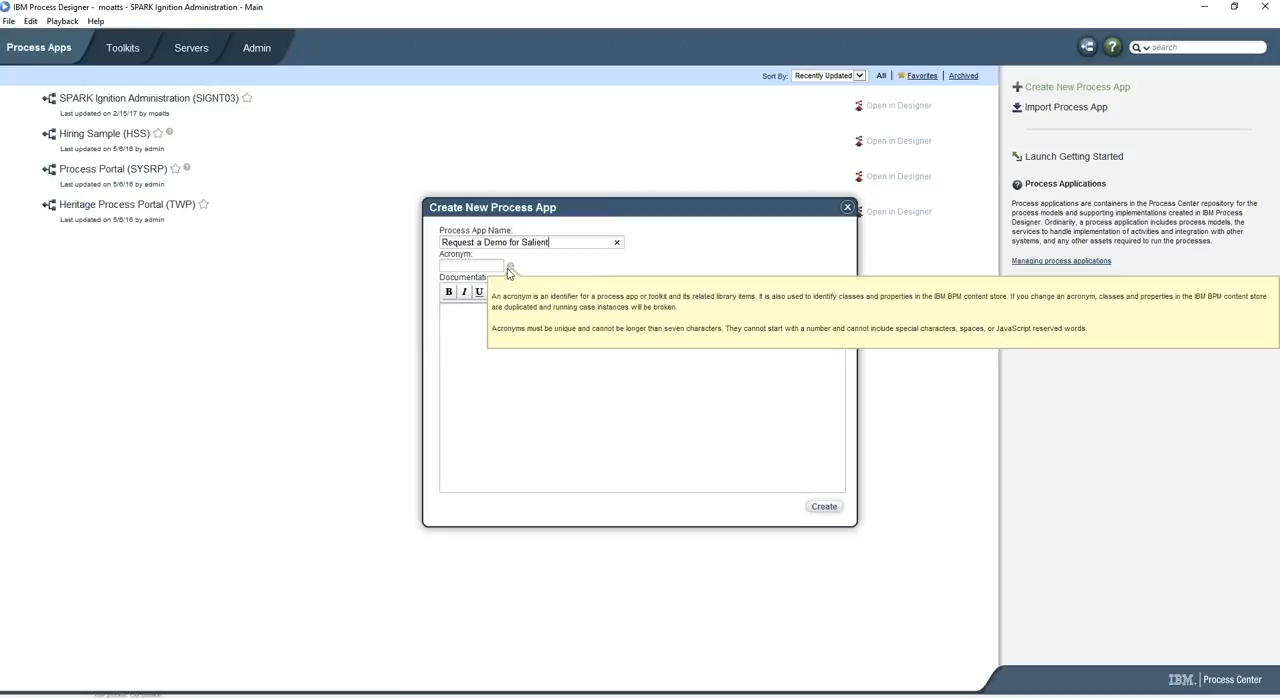 IBM Process Designer - moatts - SPARK Ignition Administration - Main
File Edit Playback Help
Process Apps Toolkits Servers Admin
search
Sort By: Recently Updated All Favorites Archived
SPARK Ignition Administration (SIGNT03)
Last updated on 2/15/17 by moatts
Open in Designer
Hiring Sample (HSS)
Last updated on 5/6/16 by admin
Open in Designer
Process Portal (SYSRP)
Last updated on 5/6/16 by admin
Open in Designer
Heritage Process Portal (TWP)
Last updated on 5/6/16 by admin
Open in Designer
Create New Process App
Import Process App
Launch Getting Started
Process Applications
Process applications are containers in the Process Center repository for
process models and supporting implementations created in IBM Process
Designer. Ordinarily, a process application includes process models, the
services to handle implementation of activities and integration with other
systems, and any other assets required to run the processes.
Managing process applications
Create New Process App
Process App Name:
Request a Demo for Salient
Acronym:
Documentati
B I U
An acronym is an identifier for a process app or toolkit and its related library items. It is also used to identify classes and properties in the IBM BPM content store. If you change an acronym, classes and properties in the IBM BPM content store
are duplicated and running case instances will be broken.
Acronyms must be unique and cannot be longer than seven characters. They cannot start with a number and cannot include special characters, spaces, or JavaScript reserved words.
Create
IBM. Process Center